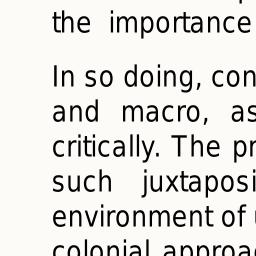 the importance
In so doing, con
and macro, as
critically. The pr
such juxtaposi
environment of
colonial approa